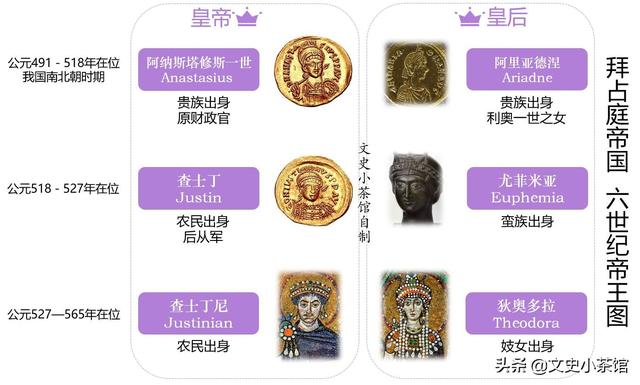 皇帝
皇后
公元491 - 518年在位
我国南北朝时期
阿纳斯塔修斯一世
Anastasius
贵族出身
原财政官
阿里亚德涅
Ariadne
贵族出身
利奥一世之女
公元518 - 527年在位
查士丁
Justin
农民出身
后从军
尤菲米亚
Euphemia
蛮族出身
公元527—565年在位
查士丁尼
Justinian
农民出身
狄奥多拉
Theodora
妓女出身
文史小茶馆自制
拜占庭帝国 六世纪帝王图
头条 @文史小茶馆